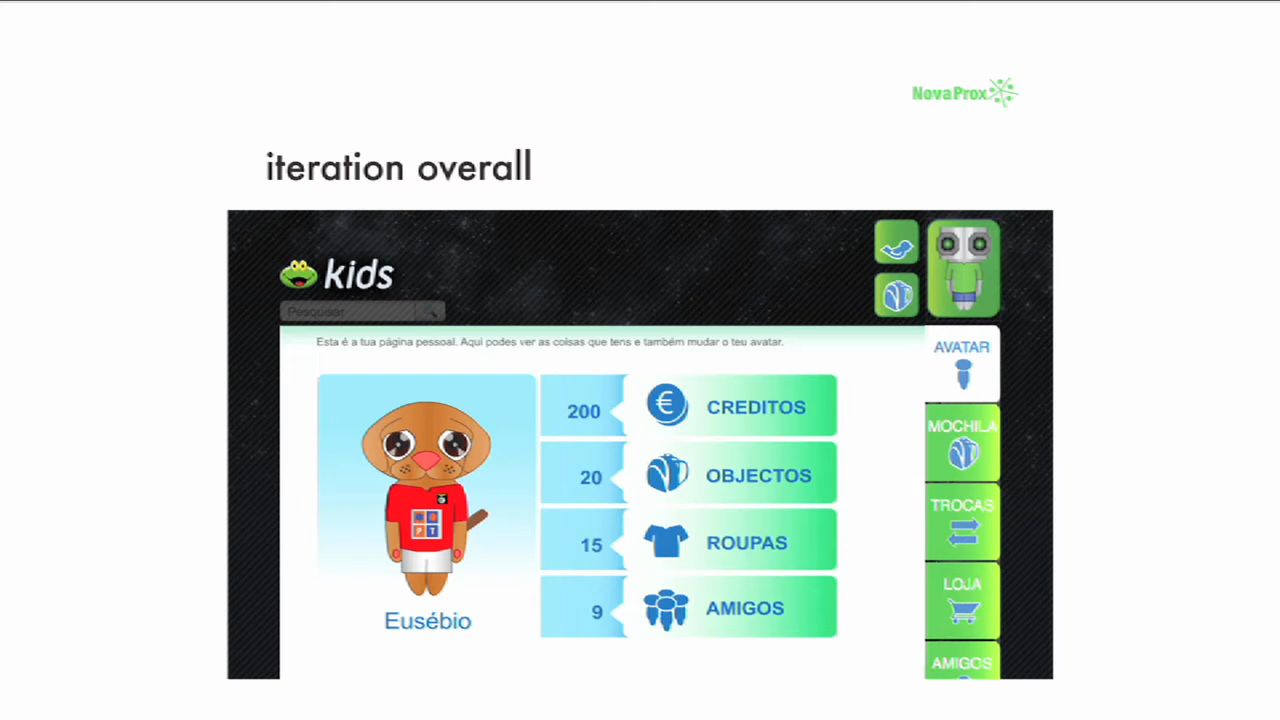 NovaProx
iteration overall
kids
Pesquisar
Esta é a tua página pessoal. Aqui podes ver as coisas que tens e também mudar o teu avatar.
AVATAR
200
CREDITOS
MOCHILA
20
OBJECTOS
TROCAS
15
ROUPAS
LOJA
9
AMIGOS
Eusébio
AMIGOS